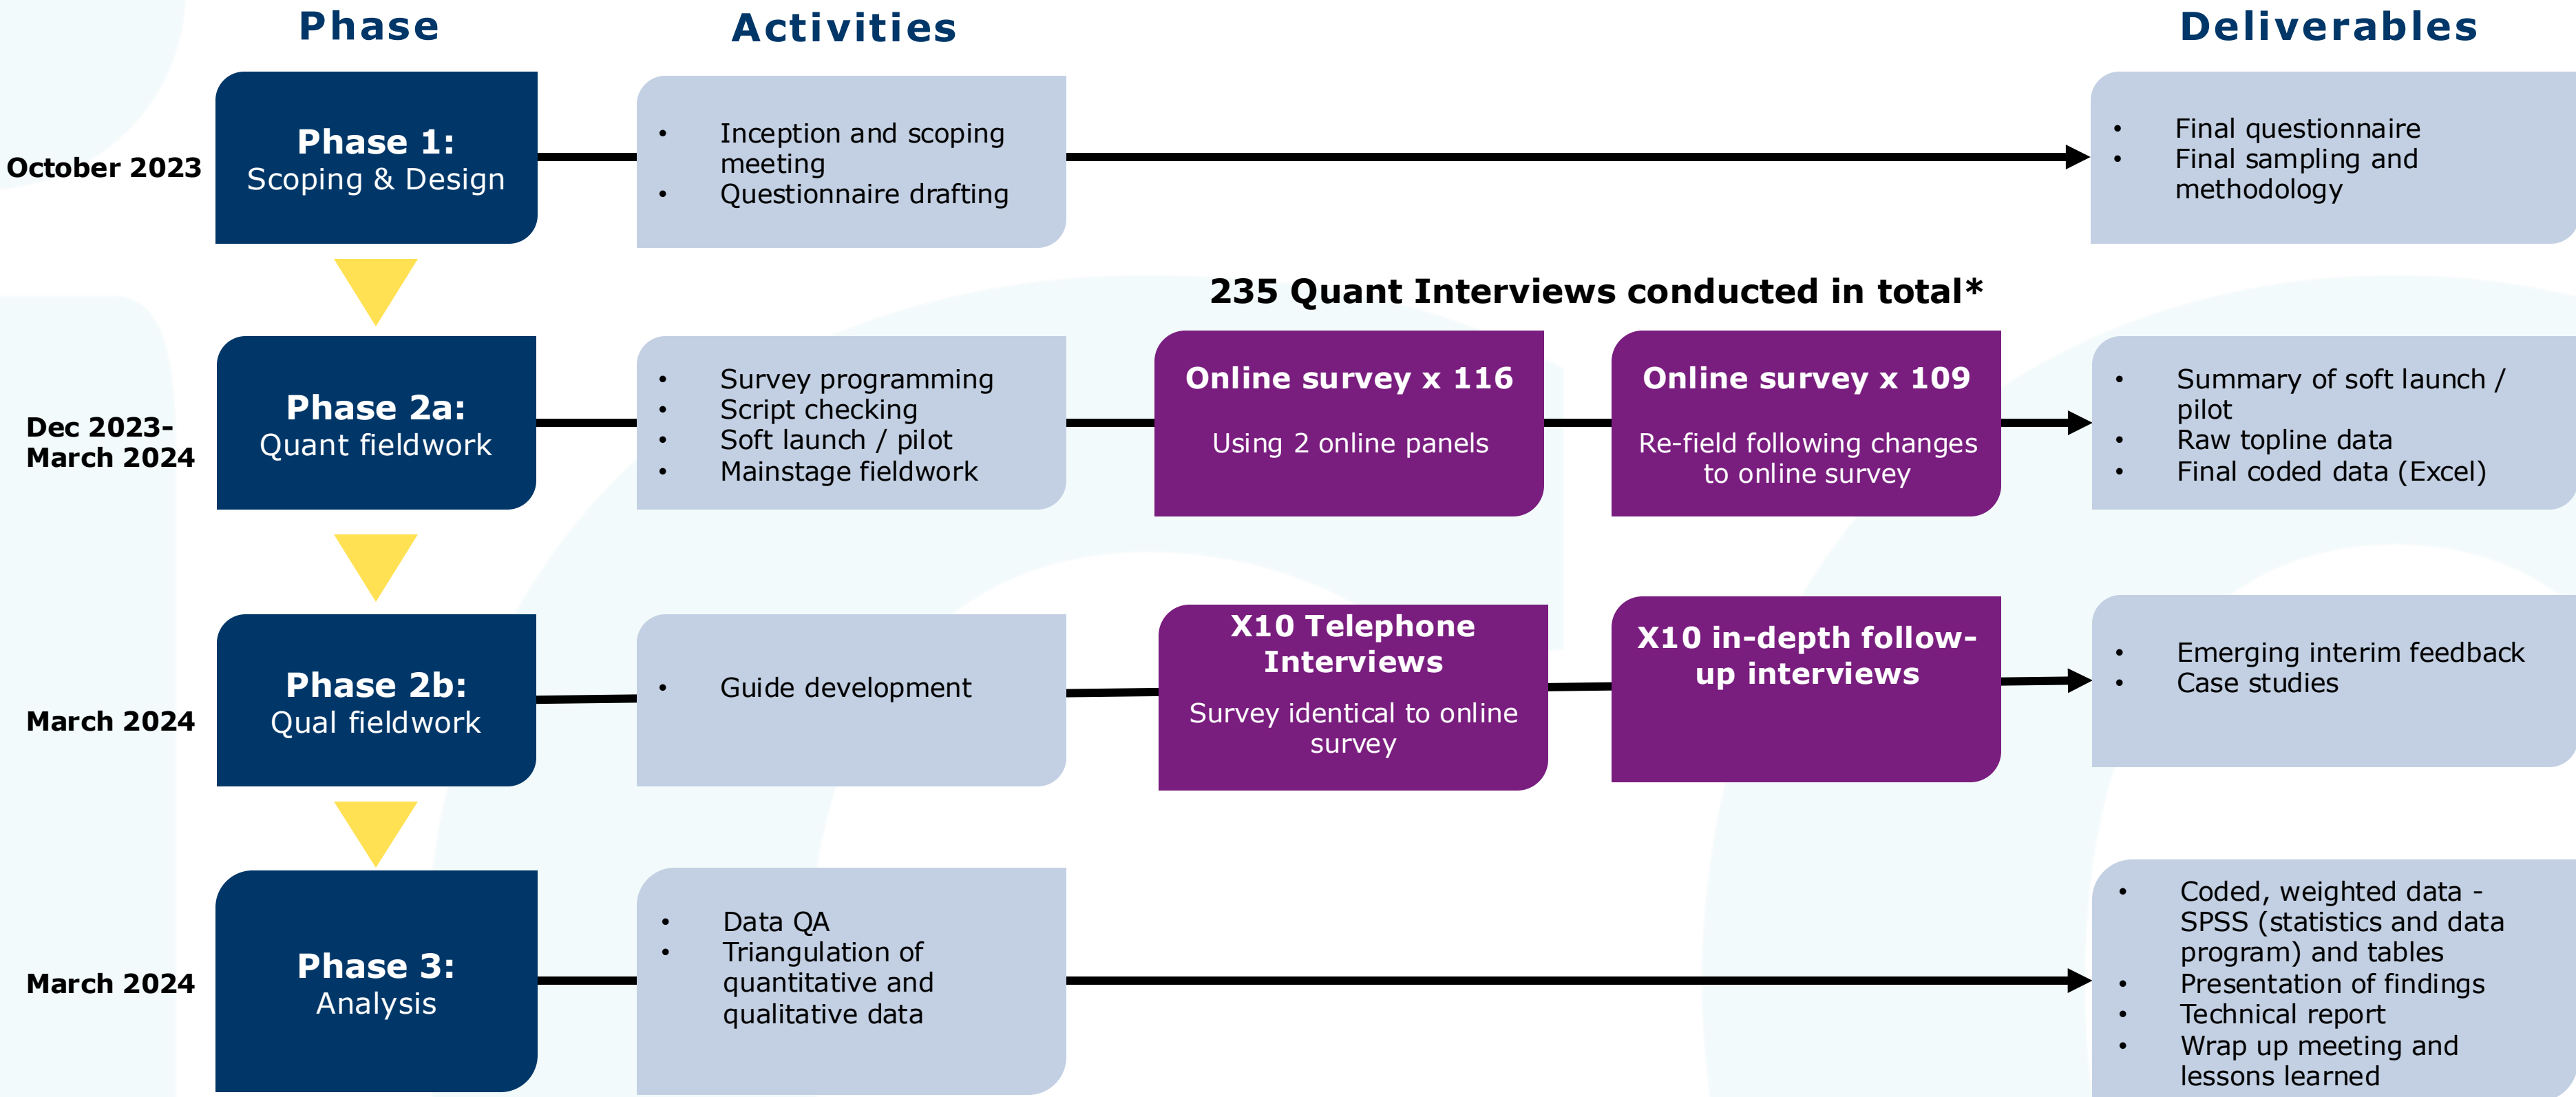 Phase
Activities
Deliverables
October 2023
Phase 1:
Scoping & Design
• Inception and scoping
meeting
• Questionnaire drafting
• Final questionnaire
• Final sampling and
methodology
235 Quant Interviews conducted in total*
Dec 2023-
March 2024
Phase 2a:
Quant fieldwork
• Survey programming
• Script checking
• Soft launch / pilot
• Mainstage fieldwork
Online survey x 116
Using 2 online panels
Online survey x 109
Re-field following changes
to online survey
• Summary of soft launch /
pilot
• Raw topline data
• Final coded data (Excel)
March 2024
Phase 2b:
Qual fieldwork
• Guide development
X10 Telephone
Interviews
Survey identical to online
survey
X10 in-depth follow-
up interviews
• Emerging interim feedback
• Case studies
March 2024
Phase 3:
Analysis
• Data QA
• Triangulation of
quantitative and
qualitative data
• Coded, weighted data -
SPSS (statistics and data
program) and tables
• Presentation of findings
• Technical report
• Wrap up meeting and
lessons learned